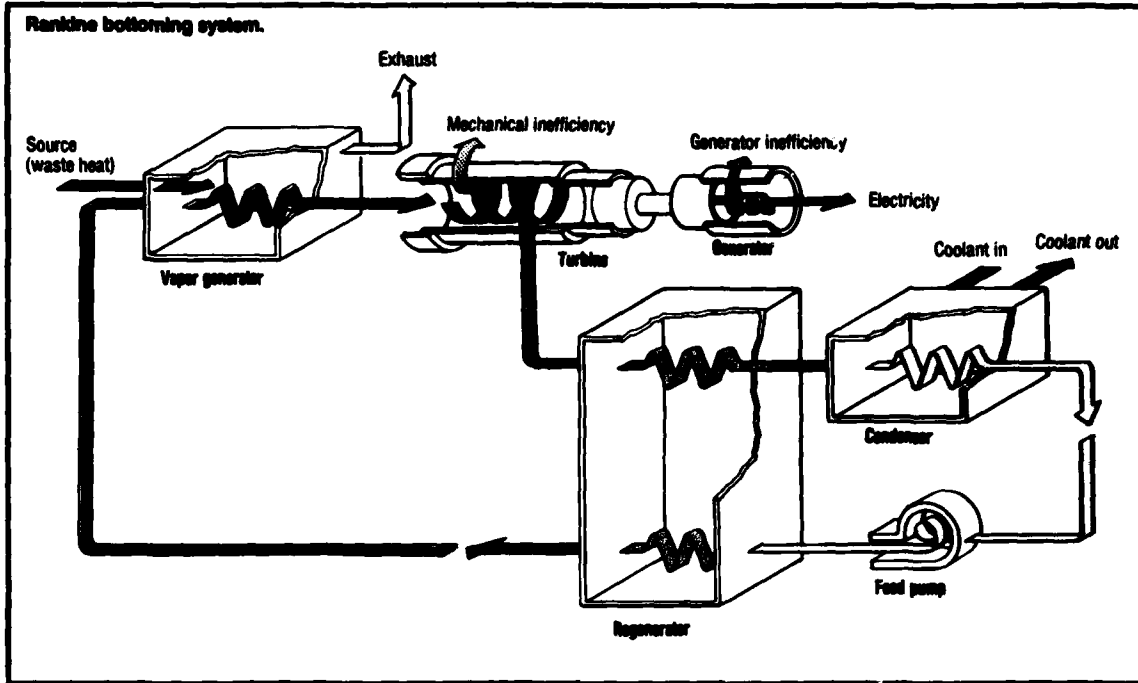 Rankine bottoming system.
Exhaust
Source
(waste heat)
Mechanical inefficiency
Generator inefficiency
Electricity
Vapor generator
Turbine
Generator
Coolant in
Coolant out
Condenser
Feed pump
Regenerator